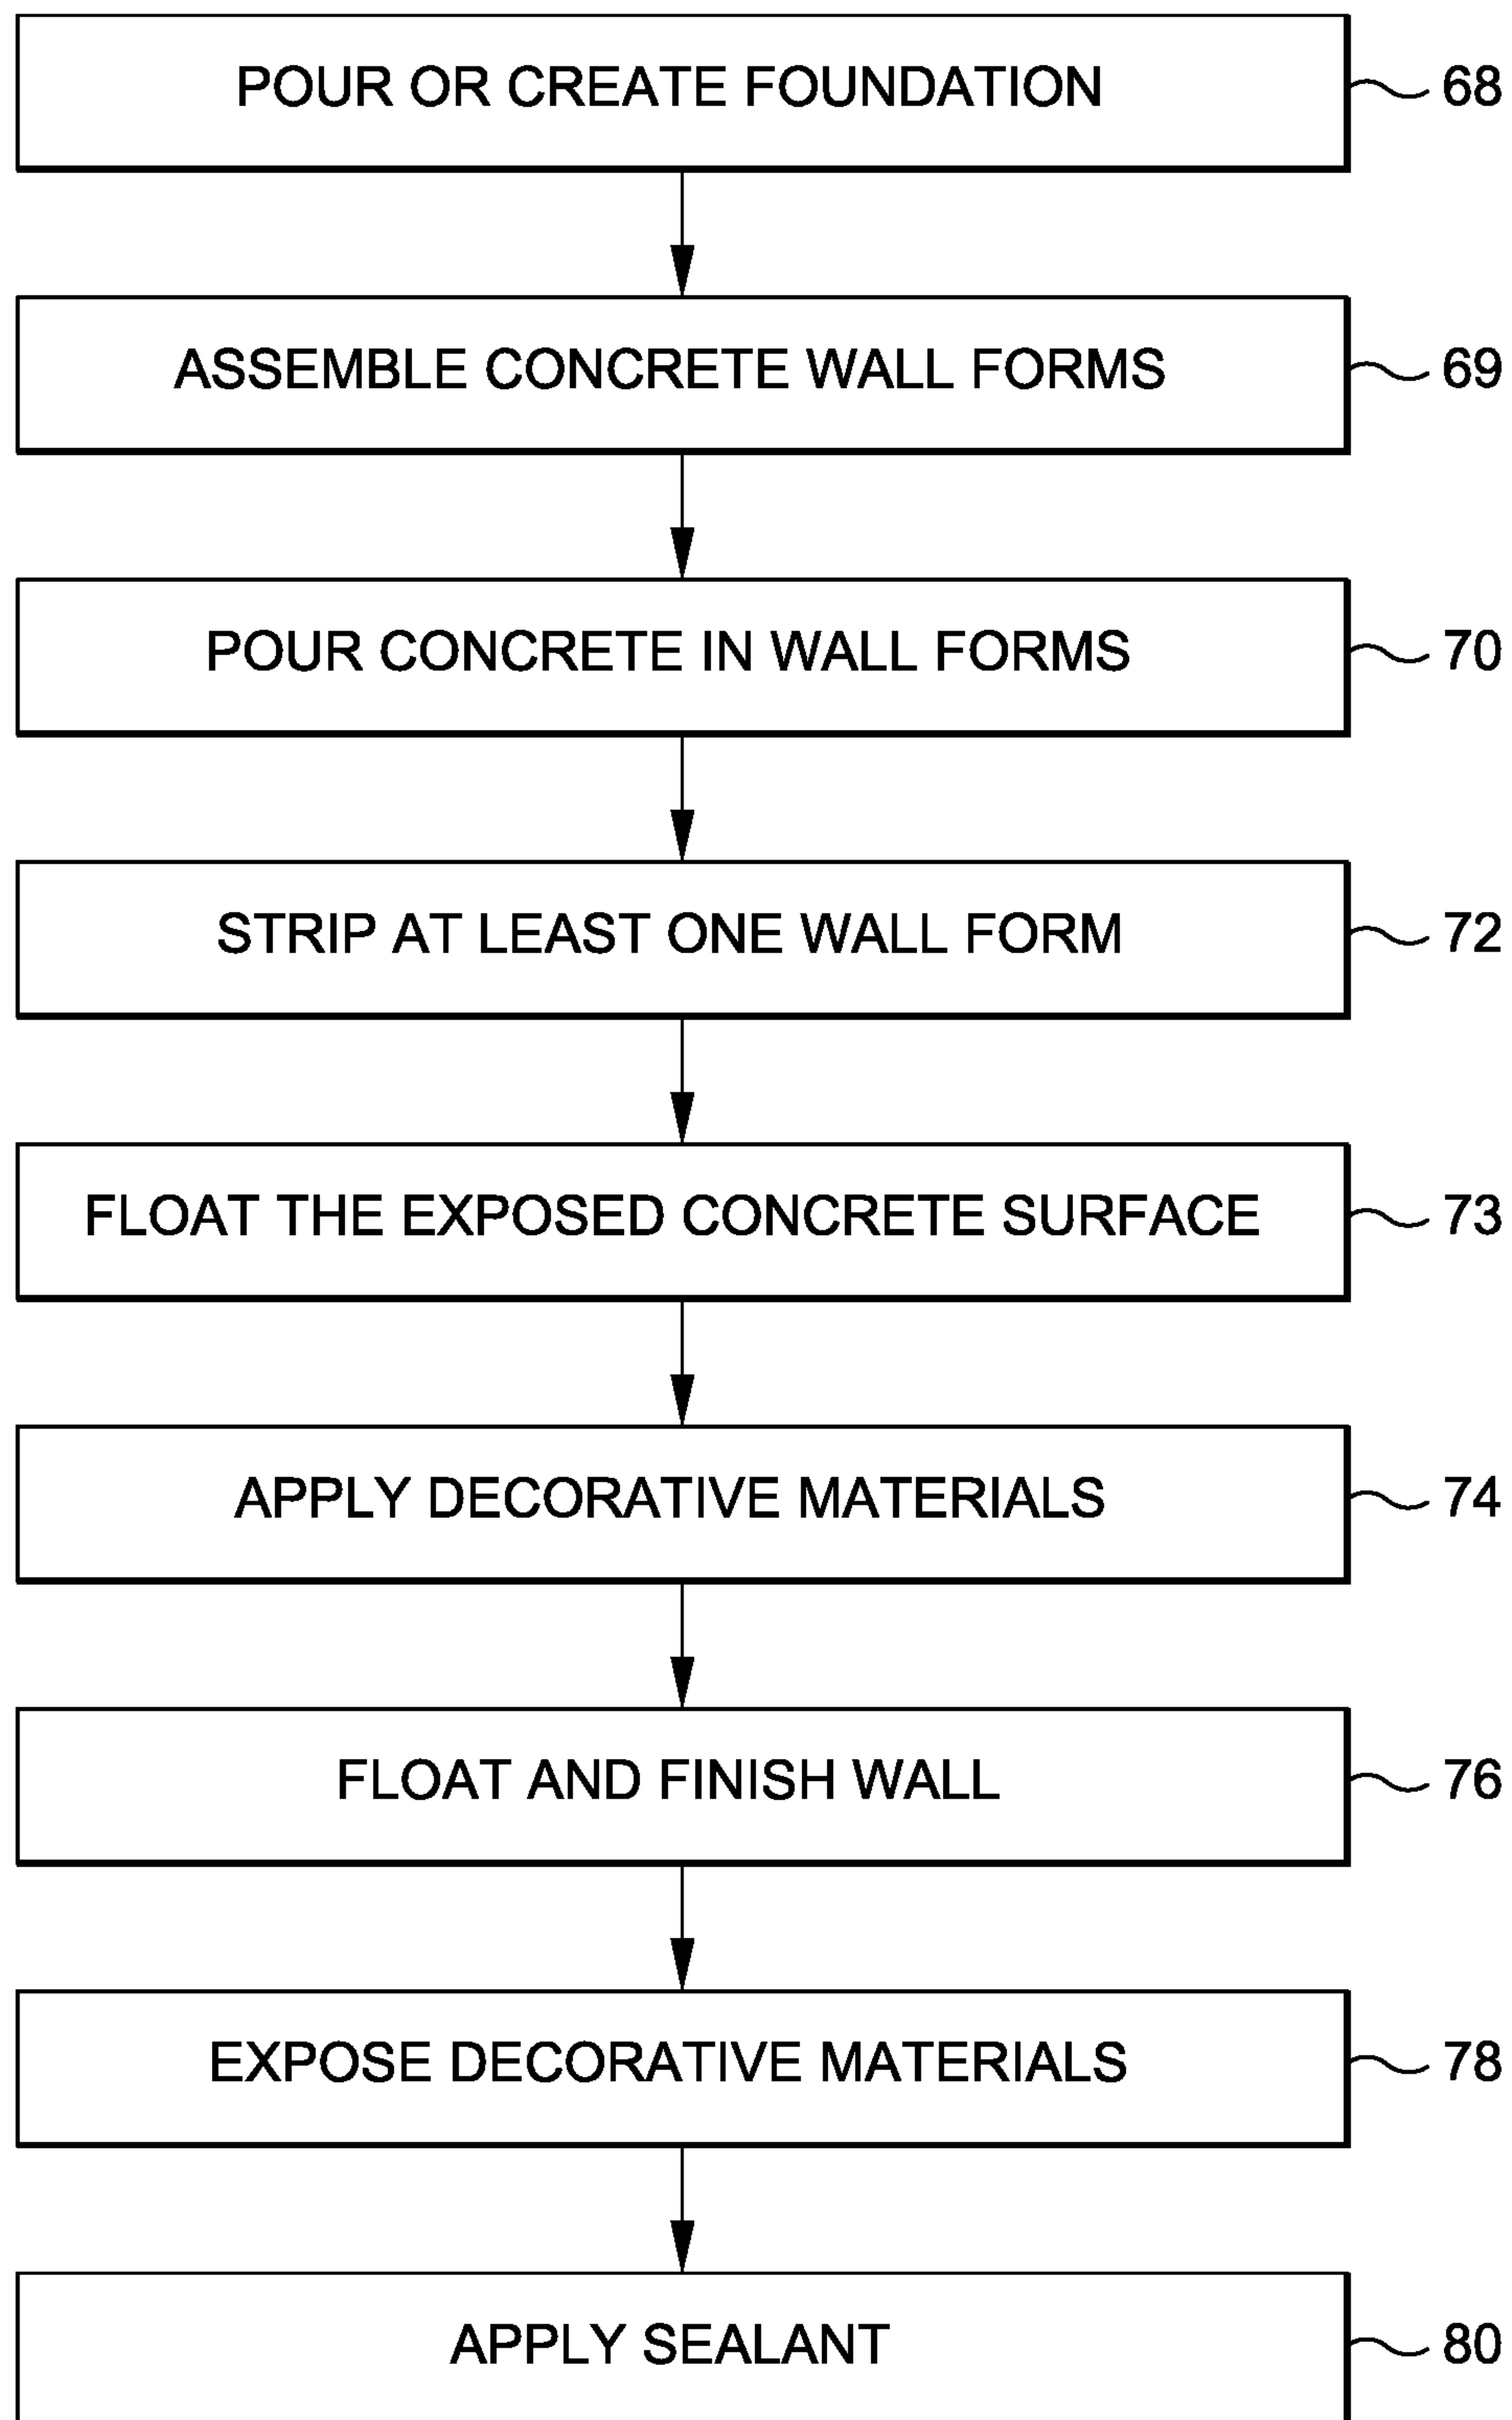 POUR OR CREATE FOUNDATION 68
ASSEMBLE CONCRETE WALL FORMS 69
POUR CONCRETE IN WALL FORMS 70
STRIP AT LEAST ONE WALL FORM 72
FLOAT THE EXPOSED CONCRETE SURFACE 73
APPLY DECORATIVE MATERIALS 74
FLOAT AND FINISH WALL 76
EXPOSE DECORATIVE MATERIALS 78
APPLY SEALANT 80